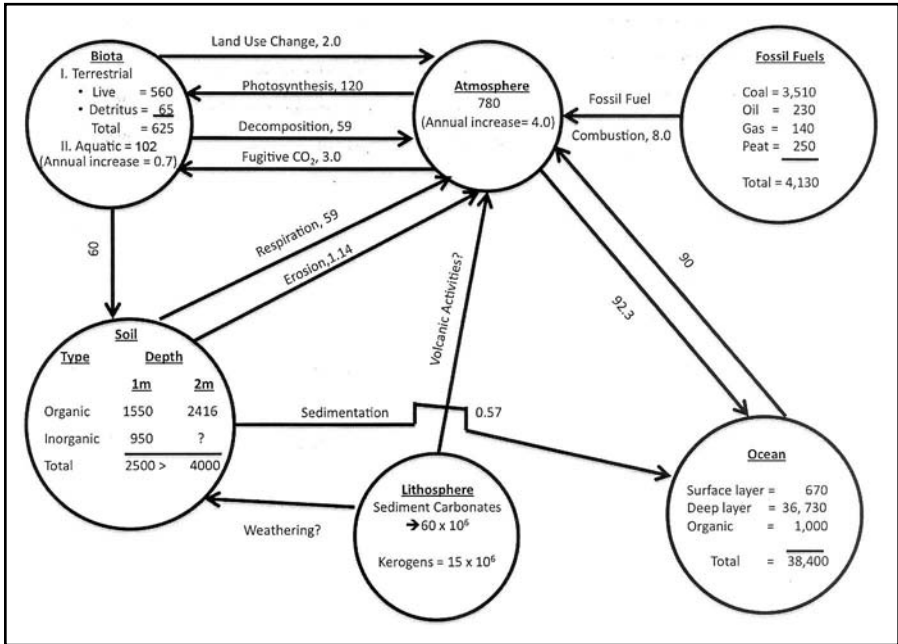 Biota
I. Terrestrial
• Live = 560
• Detritus = 65
Total = 625
II. Aquatic = 102
(Annual increase = 0.7)
Land Use Change, 2.0
Photosynthesis, 120
Decomposition, 59
Fugitive CO₂, 3.0
Atmosphere
780
(Annual increase= 4.0)
Fossil Fuel
Combustion, 8.0
Fossil Fuels
Coal = 3,510
Oil = 230
Gas = 140
Peat = 250
Total = 4,130
60
Respiration, 59
Erosion,1.14
Volcanic Activities?
90
92.3
Soil
Type Depth
1m 2m
Organic 1550 2416
Inorganic 950 ?
Total 2500 > 4000
Sedimentation 0.57
Weathering?
Lithosphere
Sediment Carbonates
→60 x 10⁶
Kerogens = 15 x 10⁶
Ocean
Surface layer = 670
Deep layer = 36,730
Organic = 1,000
Total = 38,400